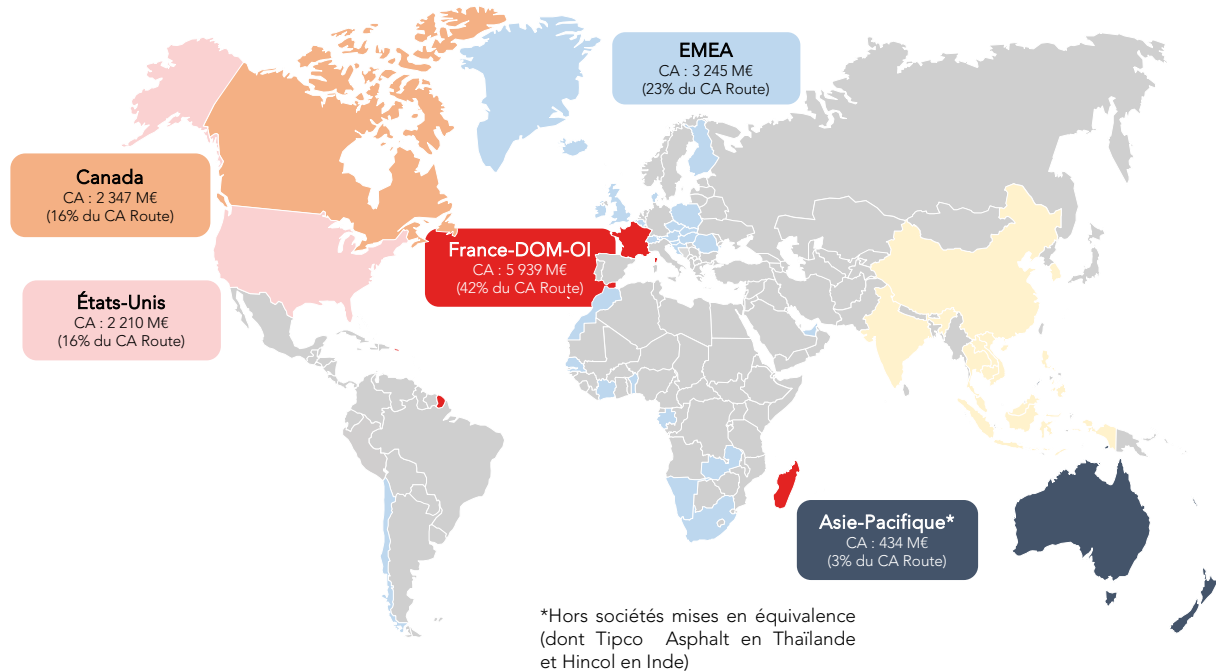 EMEA
CA : 3 245 M€
(23% du CA Route)
Canada
CA : 2 347 M€
(16% du CA Route)
France-DOM-OI
CA : 5 939 M€
(42% du CA Route)
États-Unis
CA : 2 210 M€
(16% du CA Route)
Asie-Pacifique*
CA : 434 M€
(3% du CA Route)
*Hors sociétés mises en équivalence
(dont Tipco Asphalt en Thaïlande
et Hincol en Inde)